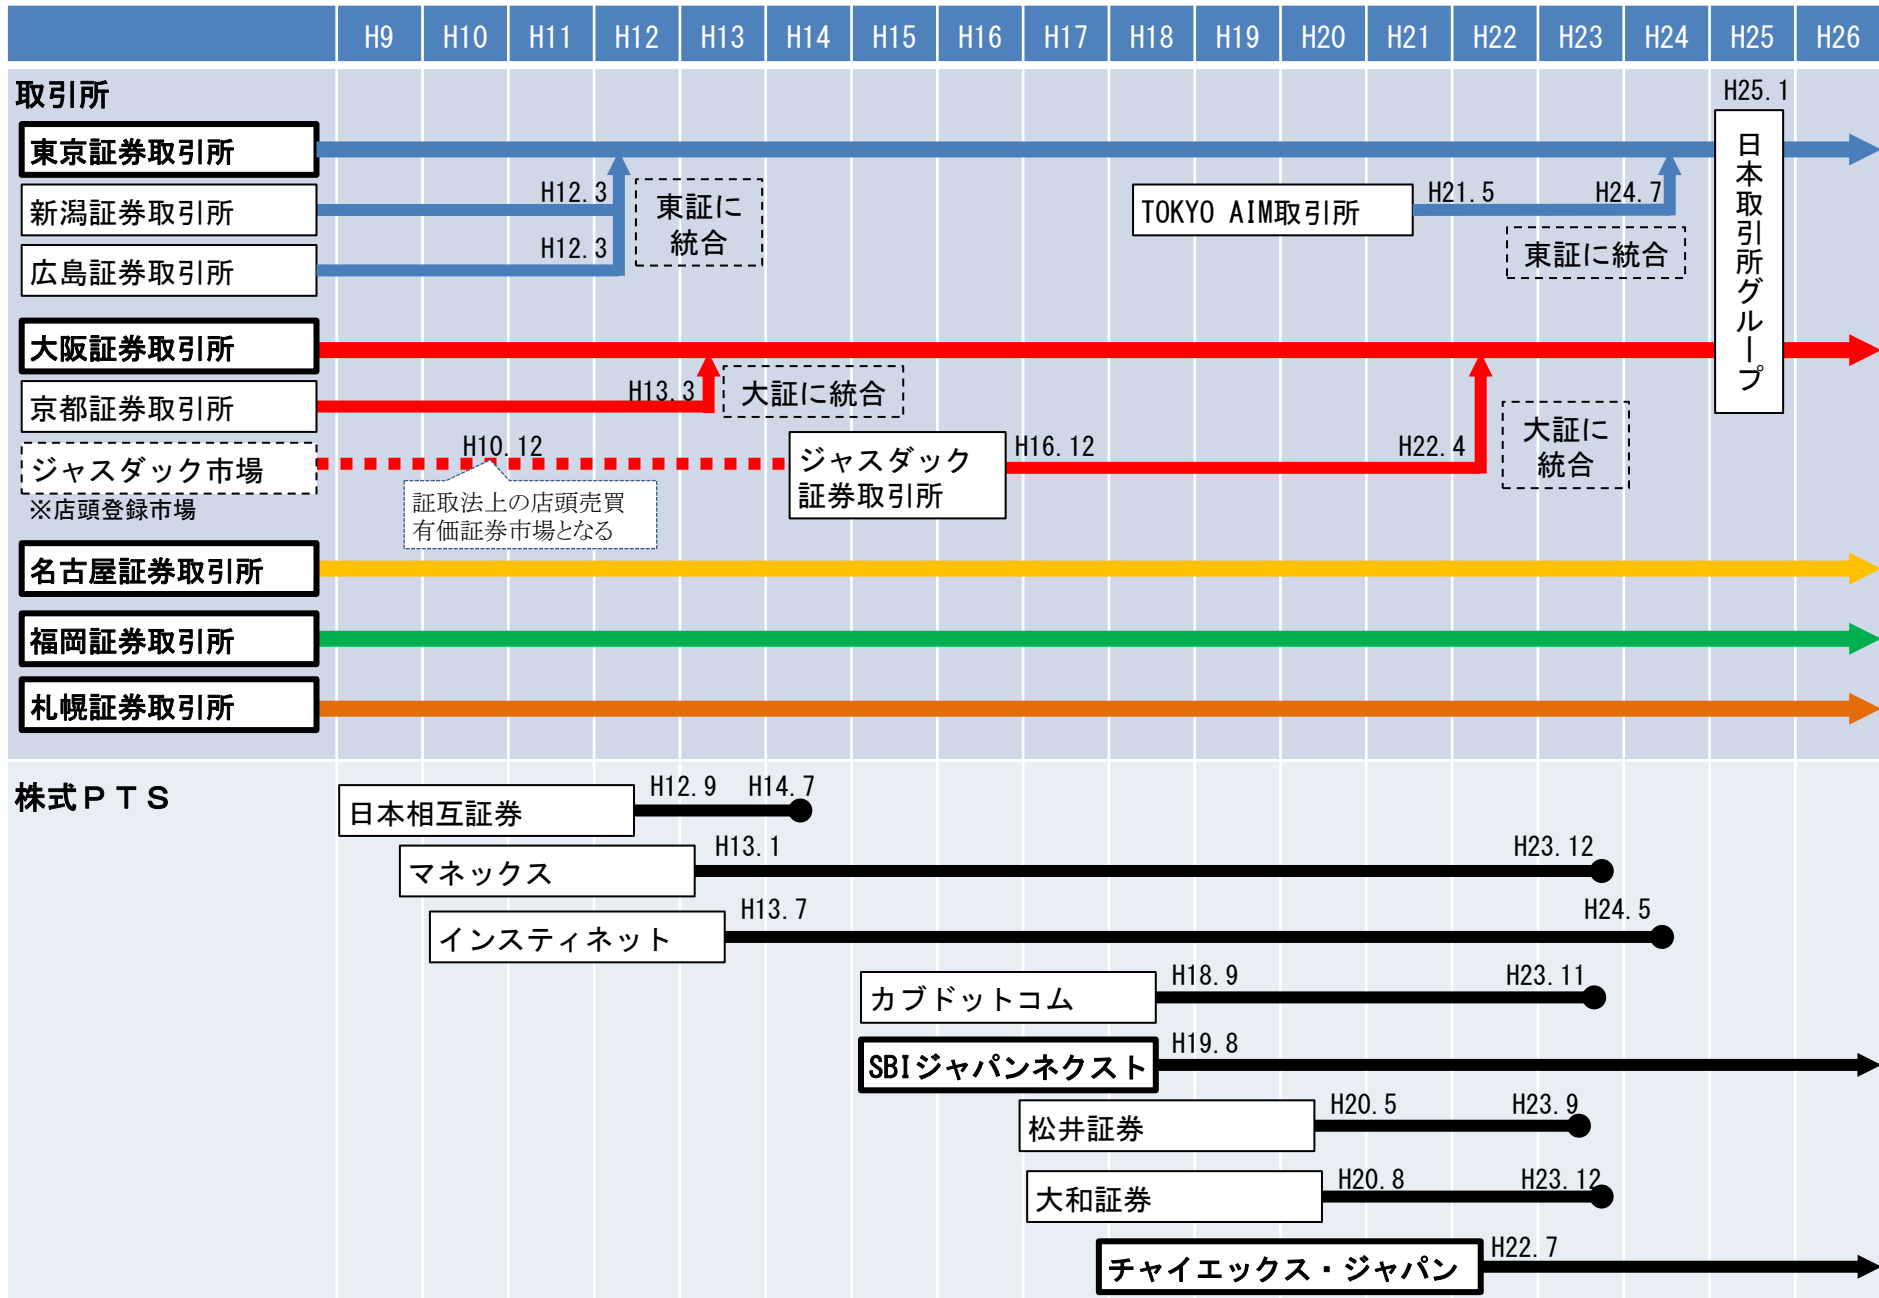 H9 H10 H11 H12 H13 H14 H15 H16 H17 H18 H19 H20 H21 H22 H23 H24 H25 H26
取引所
H25.1
東京証券取引所
新潟証券取引所
H12.3
東証に
統合
TOKYO AIM取引所
H21.5
H24.7
東証に統合
広島証券取引所
H12.3
日本取引所グループ
大阪証券取引所
京都証券取引所
H13.3
大証に統合
ジャスダック市場
※店頭登録市場
H10.12
証取法上の店頭売買
有価証券市場となる
ジャスダック
証券取引所
H16.12
H22.4
大証に
統合
名古屋証券取引所
福岡証券取引所
札幌証券取引所
株式ＰＴＳ
日本相互証券
H12.9
H14.7
マネックス
H13.1
H23.12
インスティネット
H13.7
H24.5
カブドットコム
H18.9
H23.11
SBIジャパンネクスト
H19.8
松井証券
H20.5
H23.9
大和証券
H20.8
H23.12
チャイエックス・ジャパン
H22.7